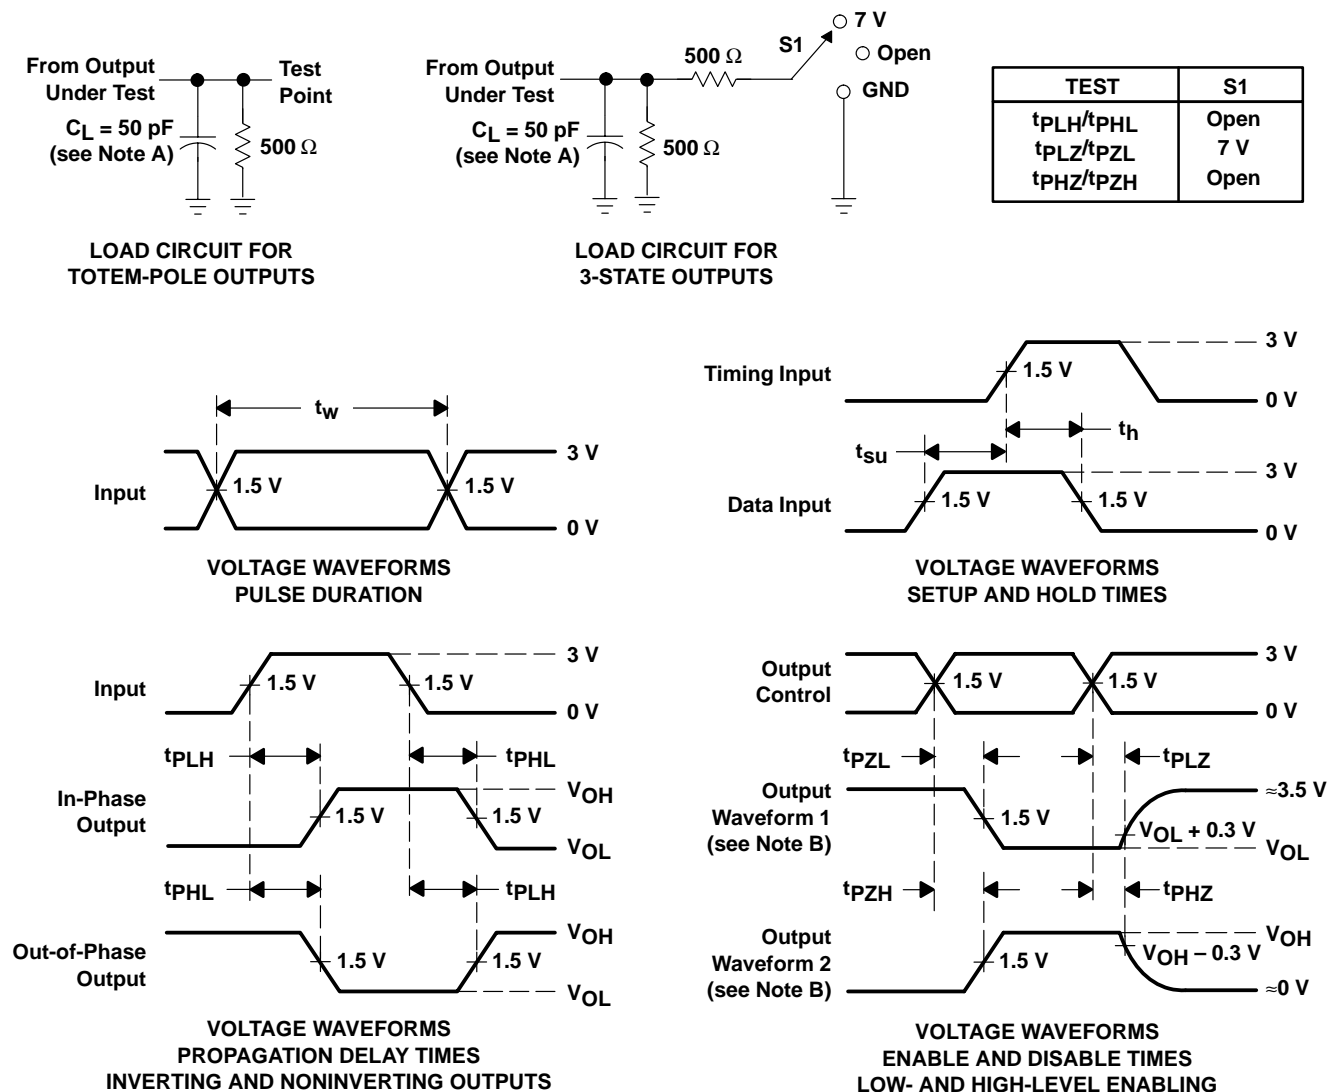 From Output
Under Test
Test
Point
CL = 50 pF
(see Note A)
500 Ω
LOAD CIRCUIT FOR
TOTEM-POLE OUTPUTS
From Output
Under Test
CL = 50 pF
(see Note A)
500 Ω
500 Ω
S1
7 V
Open
GND
LOAD CIRCUIT FOR
3-STATE OUTPUTS
TEST S1
tPLH/tPHL Open
tPLZ/tPZL 7 V
tPHZ/tPZH Open
tw
Input
1.5 V
1.5 V
3 V
0 V
VOLTAGE WAVEFORMS
PULSE DURATION
Timing Input
1.5 V
3 V
0 V
tsu
th
Data Input
1.5 V
1.5 V
3 V
0 V
VOLTAGE WAVEFORMS
SETUP AND HOLD TIMES
Input
1.5 V
1.5 V
3 V
0 V
tPLH
tPHL
In-Phase
Output
1.5 V
1.5 V
VOH
VOL
tPHL
tPLH
Out-of-Phase
Output
1.5 V
1.5 V
VOH
VOL
VOLTAGE WAVEFORMS
PROPAGATION DELAY TIMES
INVERTING AND NONINVERTING OUTPUTS
Output
Control
1.5 V
1.5 V
3 V
0 V
tPZL
tPLZ
Output
Waveform 1
(see Note B)
1.5 V
≈3.5 V
VOL + 0.3 V
VOL
tPZH
tPHZ
Output
Waveform 2
(see Note B)
1.5 V
VOH
VOH – 0.3 V
≈0 V
VOLTAGE WAVEFORMS
ENABLE AND DISABLE TIMES
LOW- AND HIGH-LEVEL ENABLING